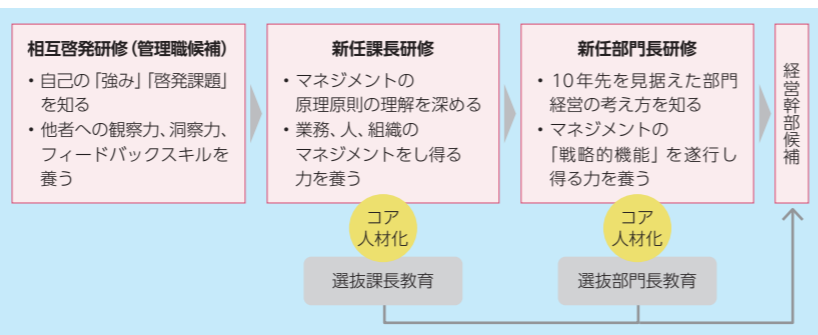 相互啓発研修（管理職候補）
・自己の「強み」「啓発課題」
を知る
・他者への観察力、洞察力、
フィードバックスキルを
養う
新任課長研修
・マネジメントの
原理原則の理解を深める
・業務、人、組織の
マネジメントをし得る
力を養う
新任部門長研修
・10年先を見据えた部門
経営の考え方を知る
・マネジメントの
「戦略的機能」を遂行し
得る力を養う
経営幹部候補
コア
人材化
コア
人材化
選抜課長教育
選抜部門長教育